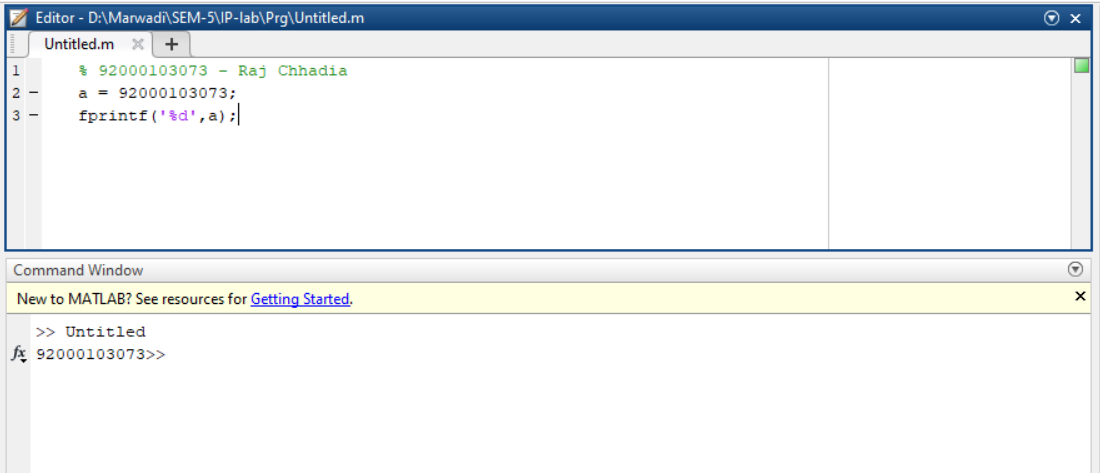 Editor - D:\Marwadi\SEM-5\IP-lab\Prg\Untitled.m
Untitled.m × +
1 % 92000103073 - Raj Chhadia
2 - a = 92000103073;
3 - fprintf('%d',a);
Command Window
New to MATLAB? See resources for Getting Started.
>> Untitled
fx 92000103073>>